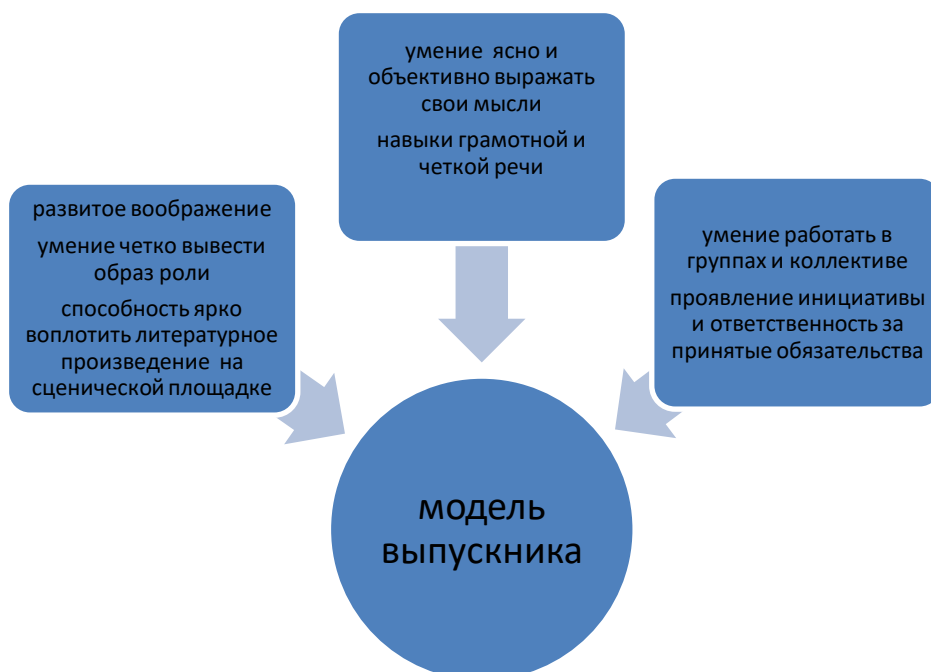 развитое воображение
умение четко вывести
образ роли
способность ярко
воплотить литературное
произведение на
сценической площадке
умение ясно и
объективно выражать
свои мысли
навыки грамотной и
четкой речи
умение работать в
группах и коллективе
проявление инициативы
и ответственность за
принятые обязательства
модель
выпускника